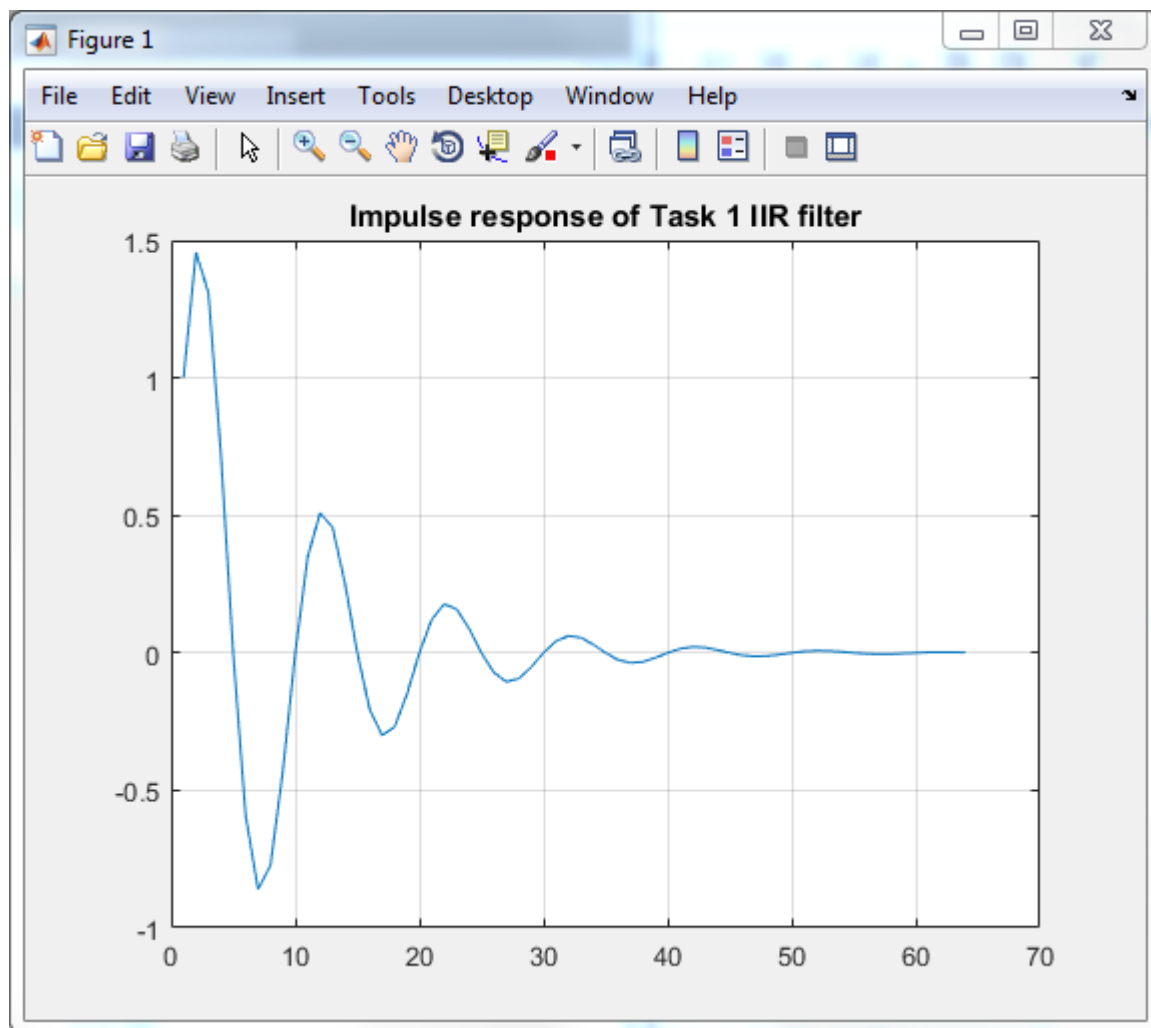 Figure 1
File Edit View Insert Tools Desktop Window Help
Impulse response of Task 1 IIR filter
1.5
1
0.5
0
-0.5
-1
0 10 20 30 40 50 60 70